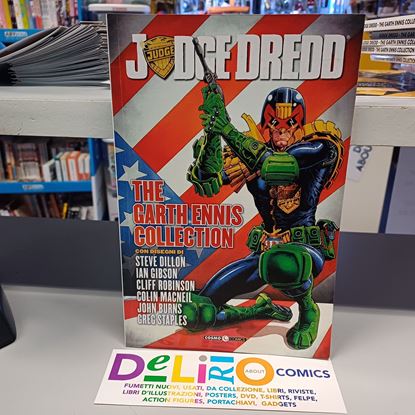 JUDGE DREDD
JUDGE
THE
GARTH ENNIS
COLLECTION
CON DISEGNI DI
STEVE DILLON
IAN GIBSON
CLIFF ROBINSON
COLIN MACNEIL
JOHN BURNS
GREG STAPLES
COSMO COMICS
DeLiRiO ABOUT COMICS
FUMETTI NUOVI, USATI, DA COLLEZIONE, LIBRI, RIVISTE,
LIBRI D'ILLUSTRAZIONI, POSTERS, DVD, T-SHIRTS, FELPE,
ACTION FIGURES, PORTACHIAVI, GADGETS